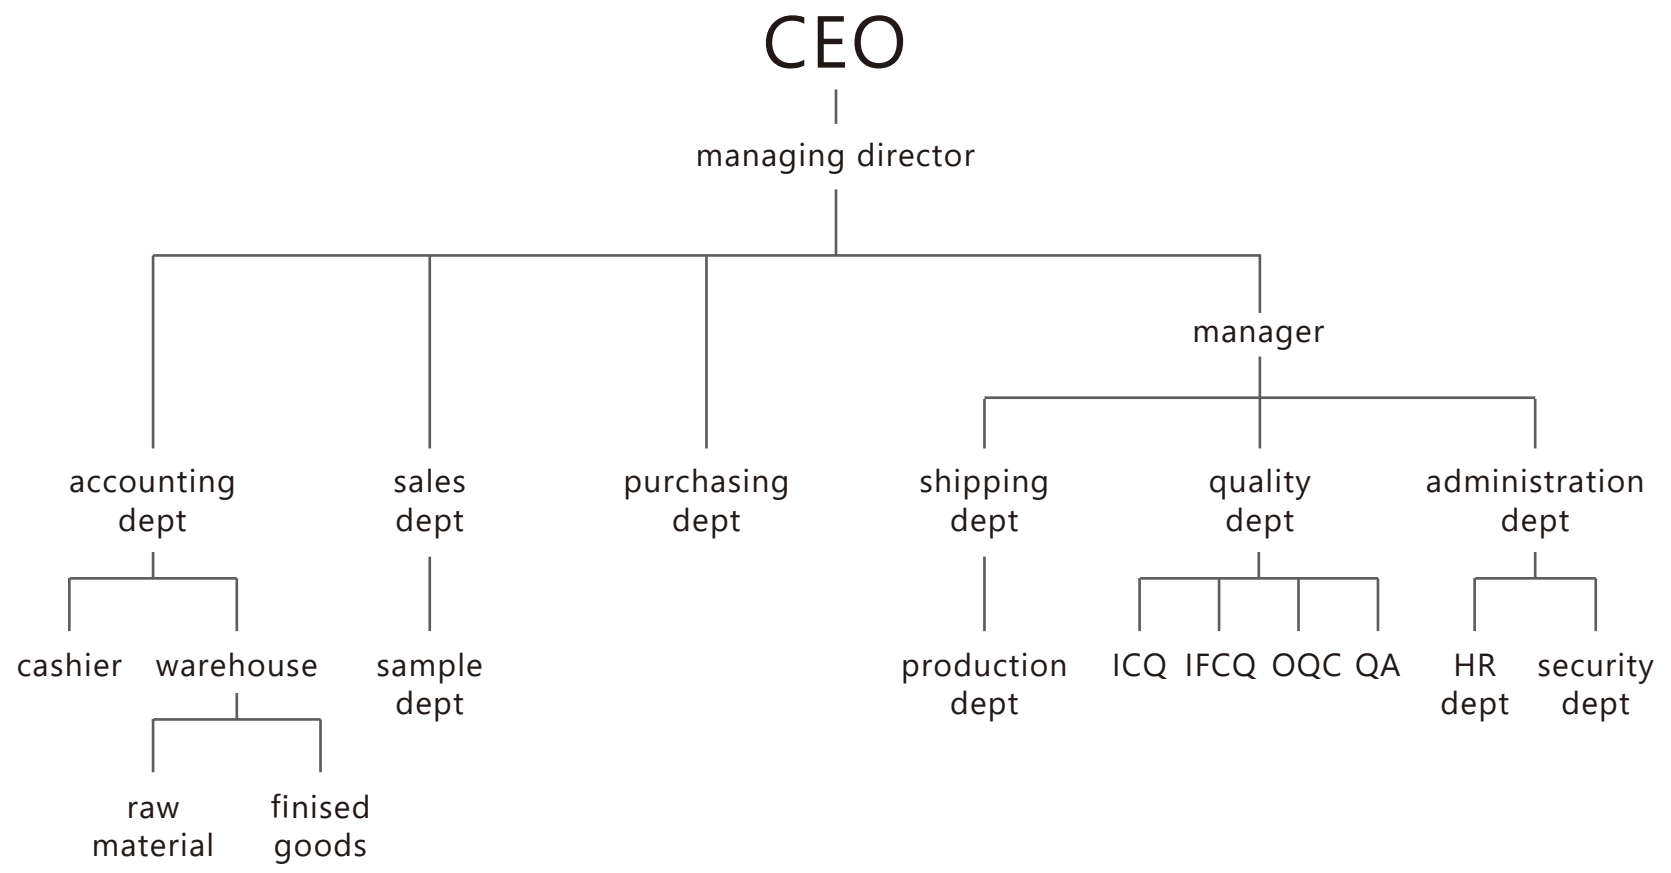 CEO
managing director
manager
accounting
dept
sales
dept
purchasing
dept
shipping
dept
quality
dept
administration
dept
cashier
warehouse
sample
dept
production
dept
ICQ
IFCQ
OQC
QA
HR
dept
security
dept
raw
material
finised
goods